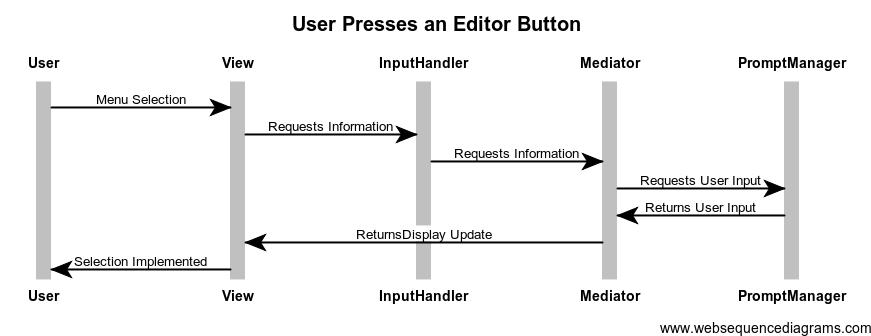 User Presses an Editor Button
User View InputHandler Mediator PromptManager
Menu Selection
Requests Information
Requests Information
Requests User Input
Returns User Input
ReturnsDisplay Update
Selection Implemented
User View InputHandler Mediator PromptManager
www.websequencediagrams.com